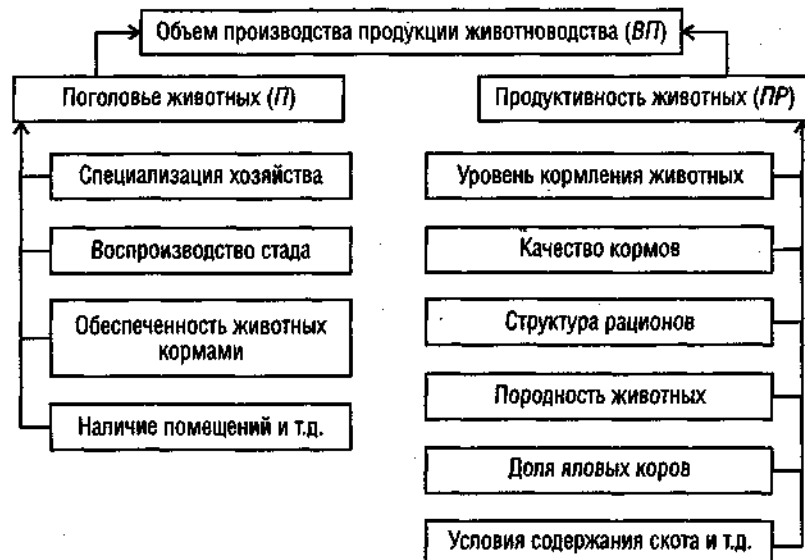 Объем производства продукции животноводства (ВП)
Поголовье животных (П)
Специализация хозяйства
Воспроизводство стада
Обеспеченность животных
кормами
Наличие помещений и т.д.
Продуктивность животных (ПР)
Уровень кормления животных
Качество кормов
Структура рационов
Породность животных
Доля яловых коров
Условия содержания скота и т.д.